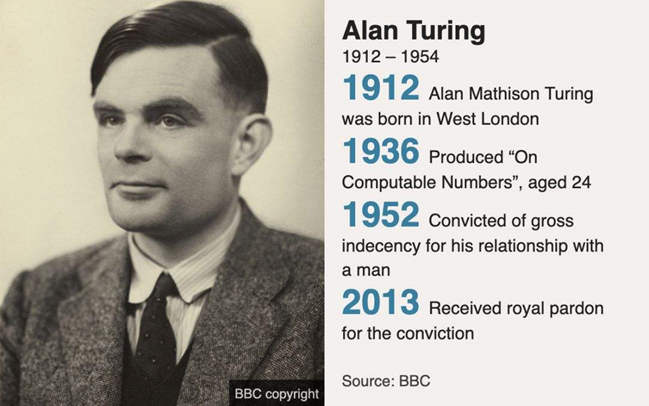 Alan Turing
1912 – 1954
1912 Alan Mathison Turing
was born in West London
1936 Produced “On
Computable Numbers”, aged 24
1952 Convicted of gross
indecency for his relationship with
a man
2013 Received royal pardon
for the conviction
Source: BBC
BBC copyright